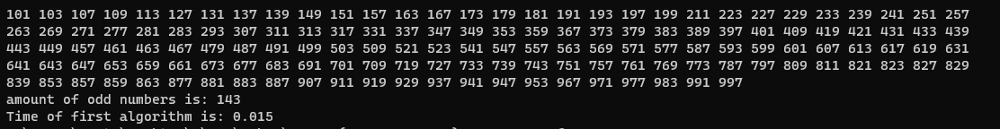 101 103 107 109 113 127 131 137 139 149 151 157 163 167 173 179 181 191 193 197 199 211 223 227 229 233 239 241 251 257
263 269 271 277 281 283 293 307 311 313 317 331 337 347 349 353 359 367 373 379 383 389 397 401 409 419 421 431 433 439
443 449 457 461 463 467 479 487 491 499 503 509 521 523 541 547 557 563 569 571 577 587 593 599 601 607 613 617 619 631
641 643 647 653 659 661 673 677 683 691 701 709 719 727 733 739 743 751 757 761 769 773 787 797 809 811 821 823 827 829
839 853 857 859 863 877 881 883 887 907 911 919 929 937 941 947 953 967 971 977 983 991 997
amount of odd numbers is: 143
Time of first algorithm is: 0.015